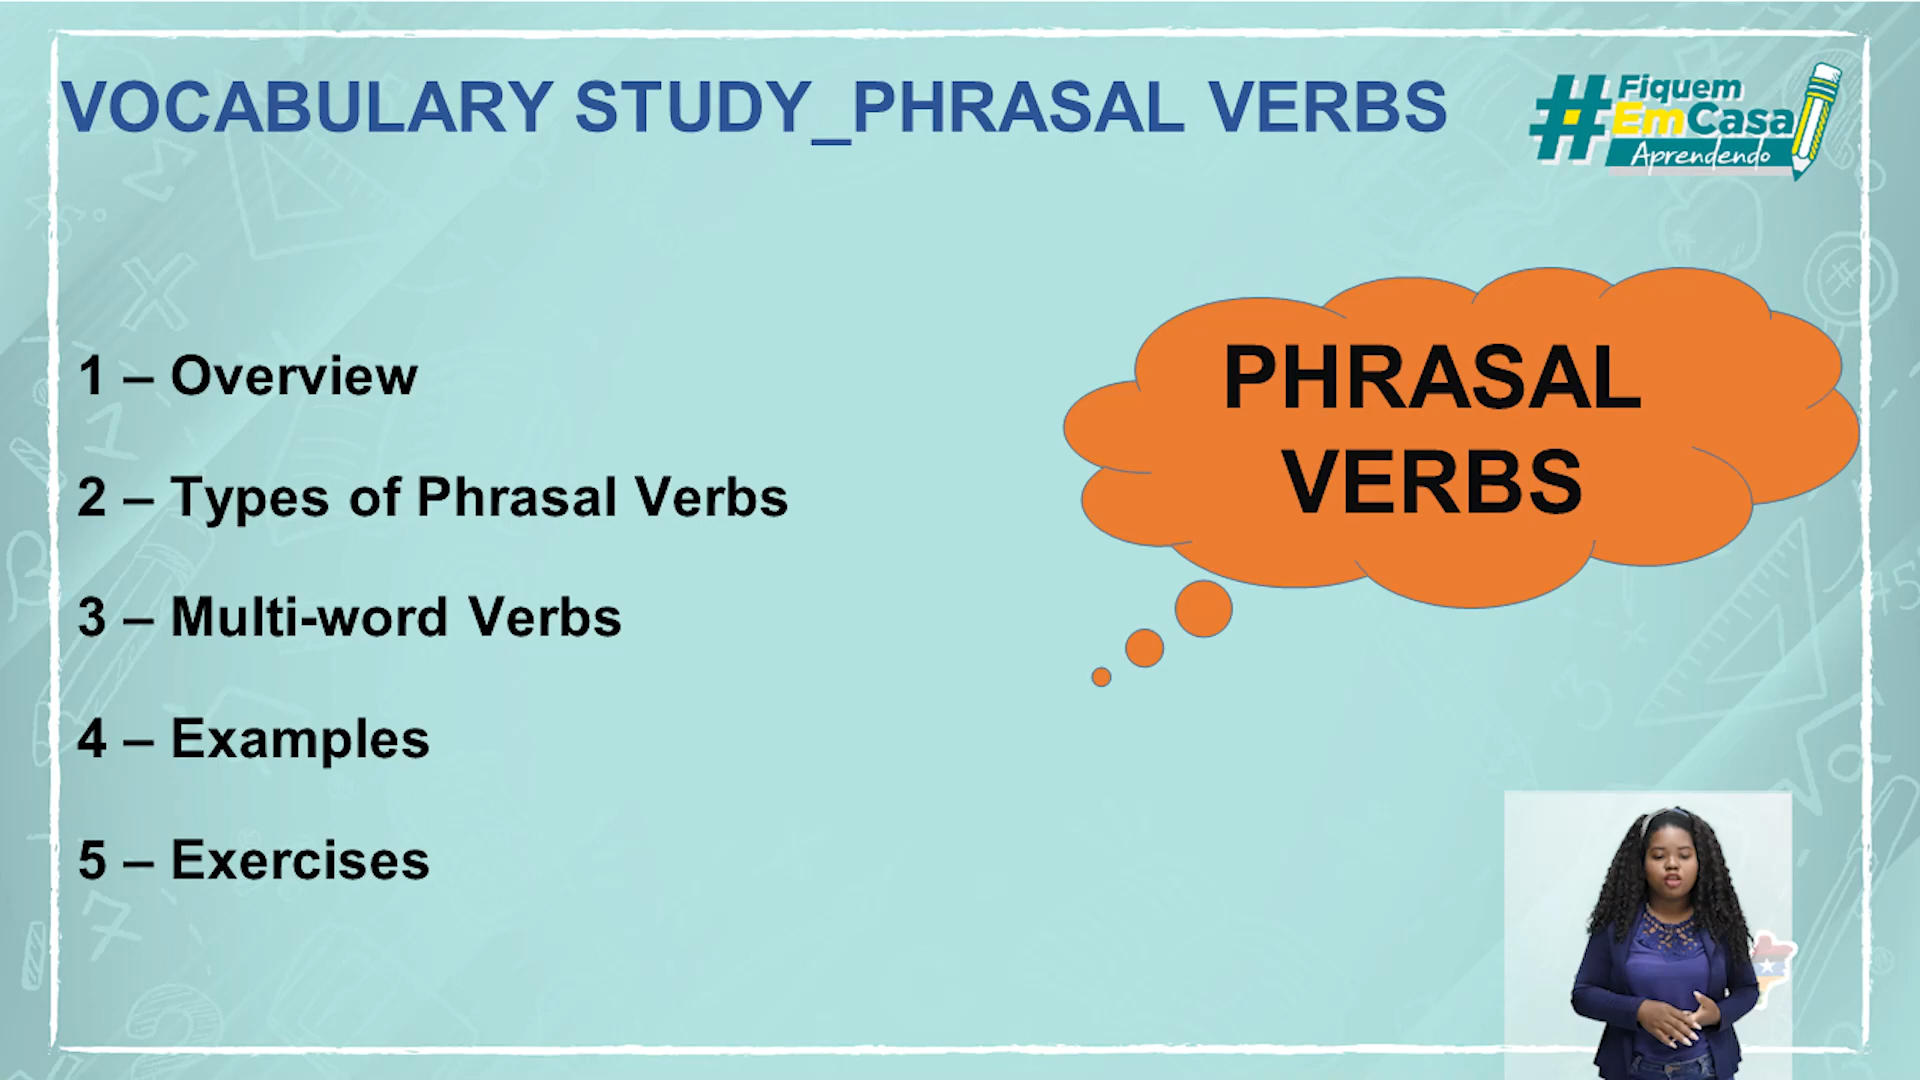 VOCABULARY STUDY_PHRASAL VERBS
#Fiquem
EmCasa
Aprendendo
1 – Overview
2 – Types of Phrasal Verbs
3 – Multi-word Verbs
4 – Examples
5 – Exercises
PHRASAL
VERBS